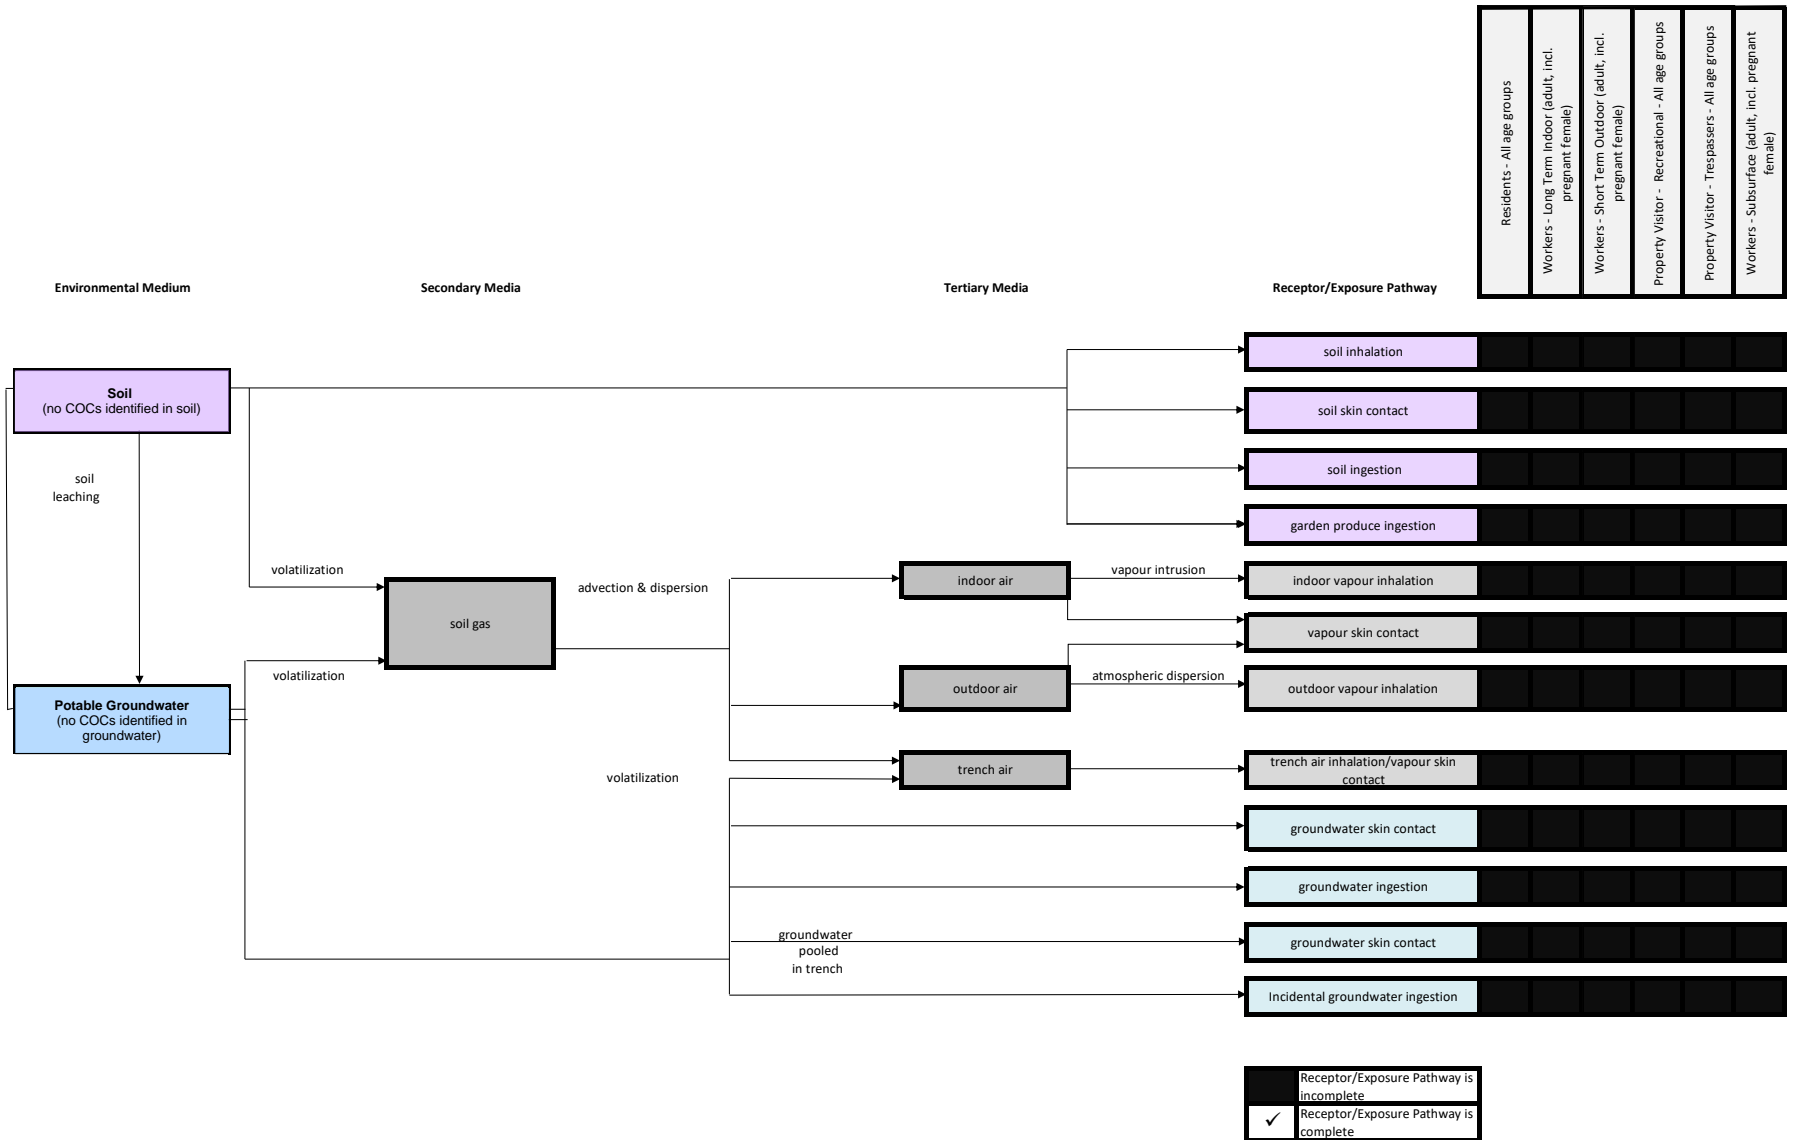 Residents - All age groups
Workers - Long Term Indoor (adult, incl.
pregnant female)
Workers - Short Term Outdoor (adult, incl.
pregnant female)
Property Visitor - Recreational - All age groups
Property Visitor - Trespassers - All age groups
Workers - Subsurface (adult, incl. pregnant
female)
Environmental Medium
Secondary Media
Tertiary Media
Receptor/Exposure Pathway
soil inhalation
Soil
(no COCs identified in soil)
soil skin contact
soil
leaching
soil ingestion
garden produce ingestion
volatilization
advection & dispersion
indoor air
vapour intrusion
indoor vapour inhalation
soil gas
vapour skin contact
volatilization
outdoor air
atmospheric dispersion
outdoor vapour inhalation
Potable Groundwater
(no COCs identified in
groundwater)
volatilization
trench air
trench air inhalation/vapour skin
contact
groundwater skin contact
groundwater ingestion
groundwater
pooled
in trench
groundwater skin contact
Incidental groundwater ingestion
Receptor/Exposure Pathway is
incomplete
✓
Receptor/Exposure Pathway is
complete